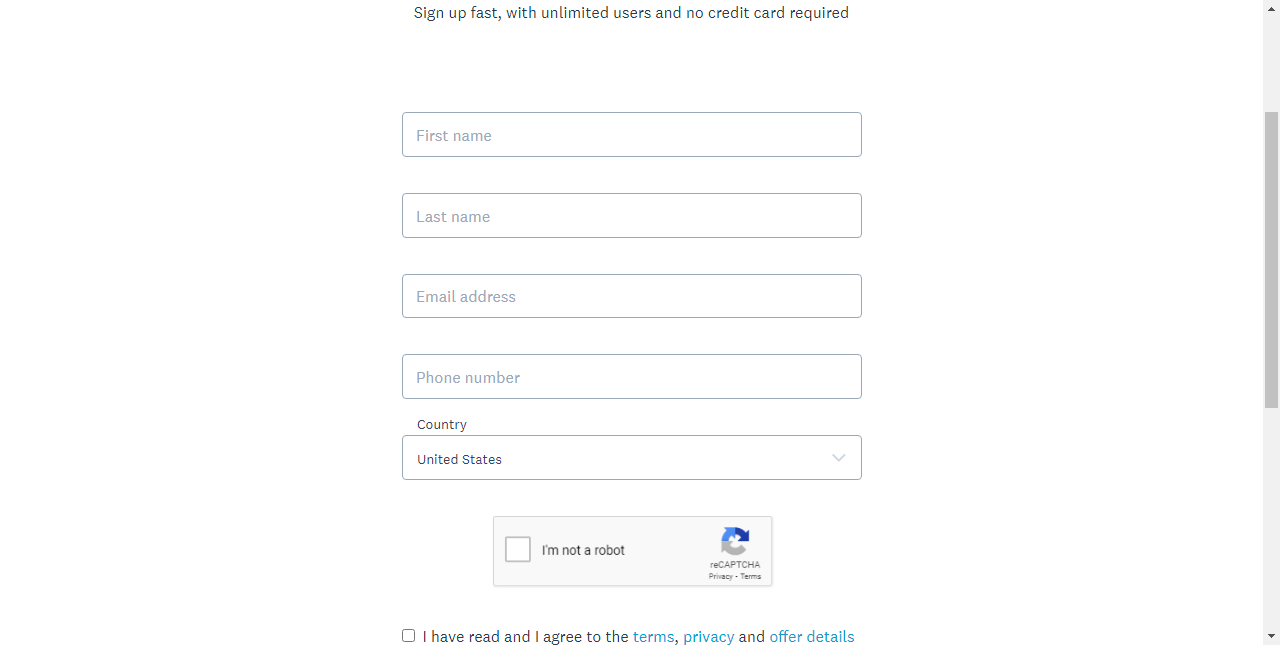 Sign up fast, with unlimited users and no credit card required
First name
Last name
Email address
Phone number
Country
United States
I'm not a robot
reCAPTCHA
Privacy - Terms
I have read and I agree to the terms, privacy and offer details